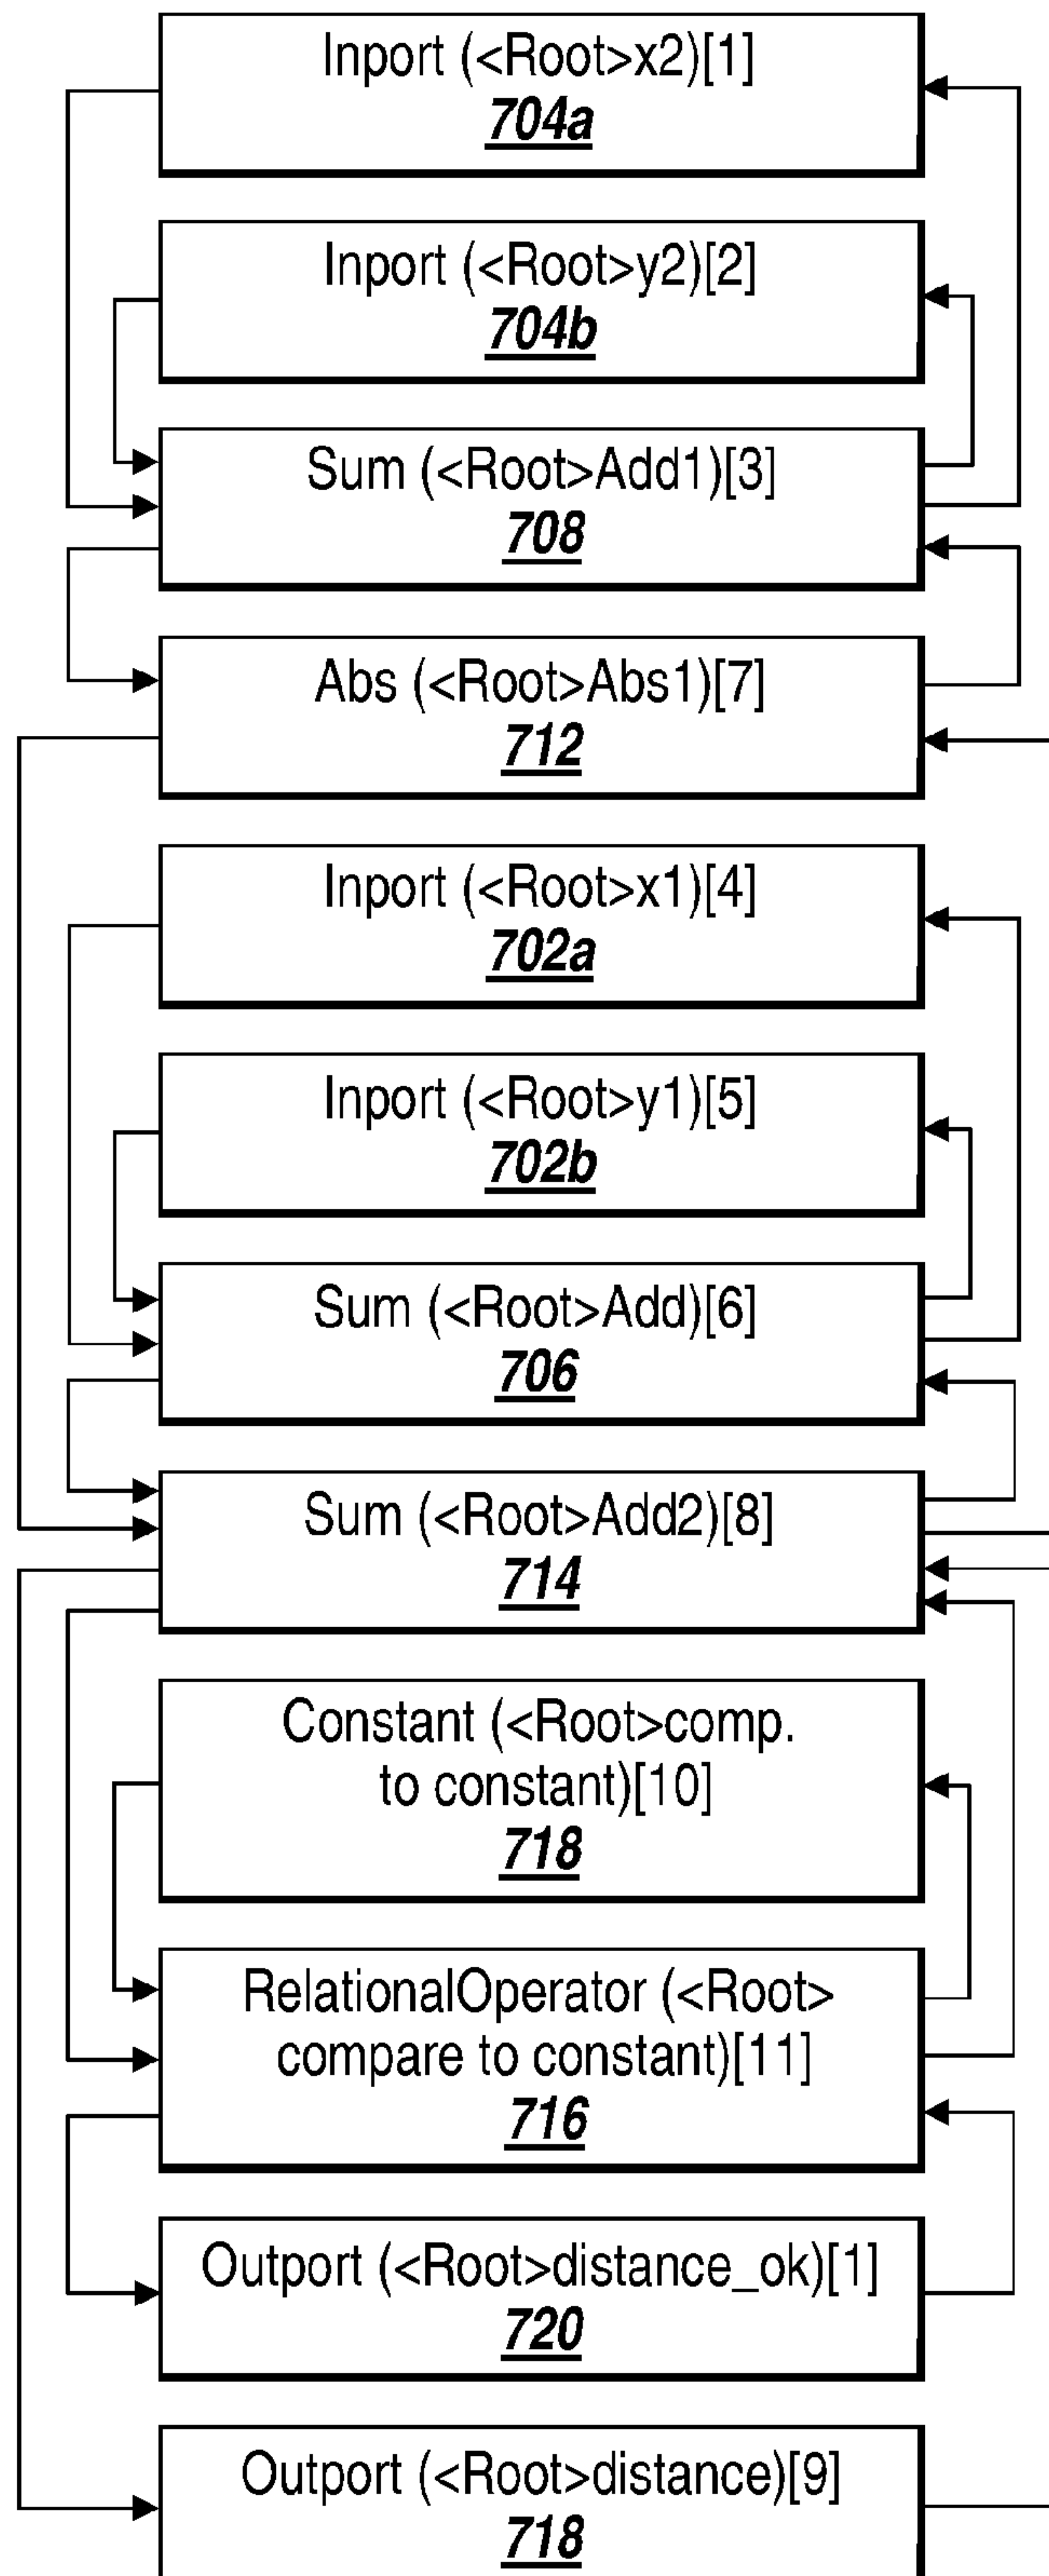 Inport (<Root>x2)[1]
704a
Inport (<Root>y2)[2]
704b
Sum (<Root>Add1)[3]
708
Abs (<Root>Abs1)[7]
712
Inport (<Root>x1)[4]
702a
Inport (<Root>y1)[5]
702b
Sum (<Root>Add)[6]
706
Sum (<Root>Add2)[8]
714
Constant (<Root>comp.
to constant)[10]
718
RelationalOperator (<Root>
compare to constant)[11]
716
Outport (<Root>distance_ok)[1]
720
Outport (<Root>distance)[9]
718